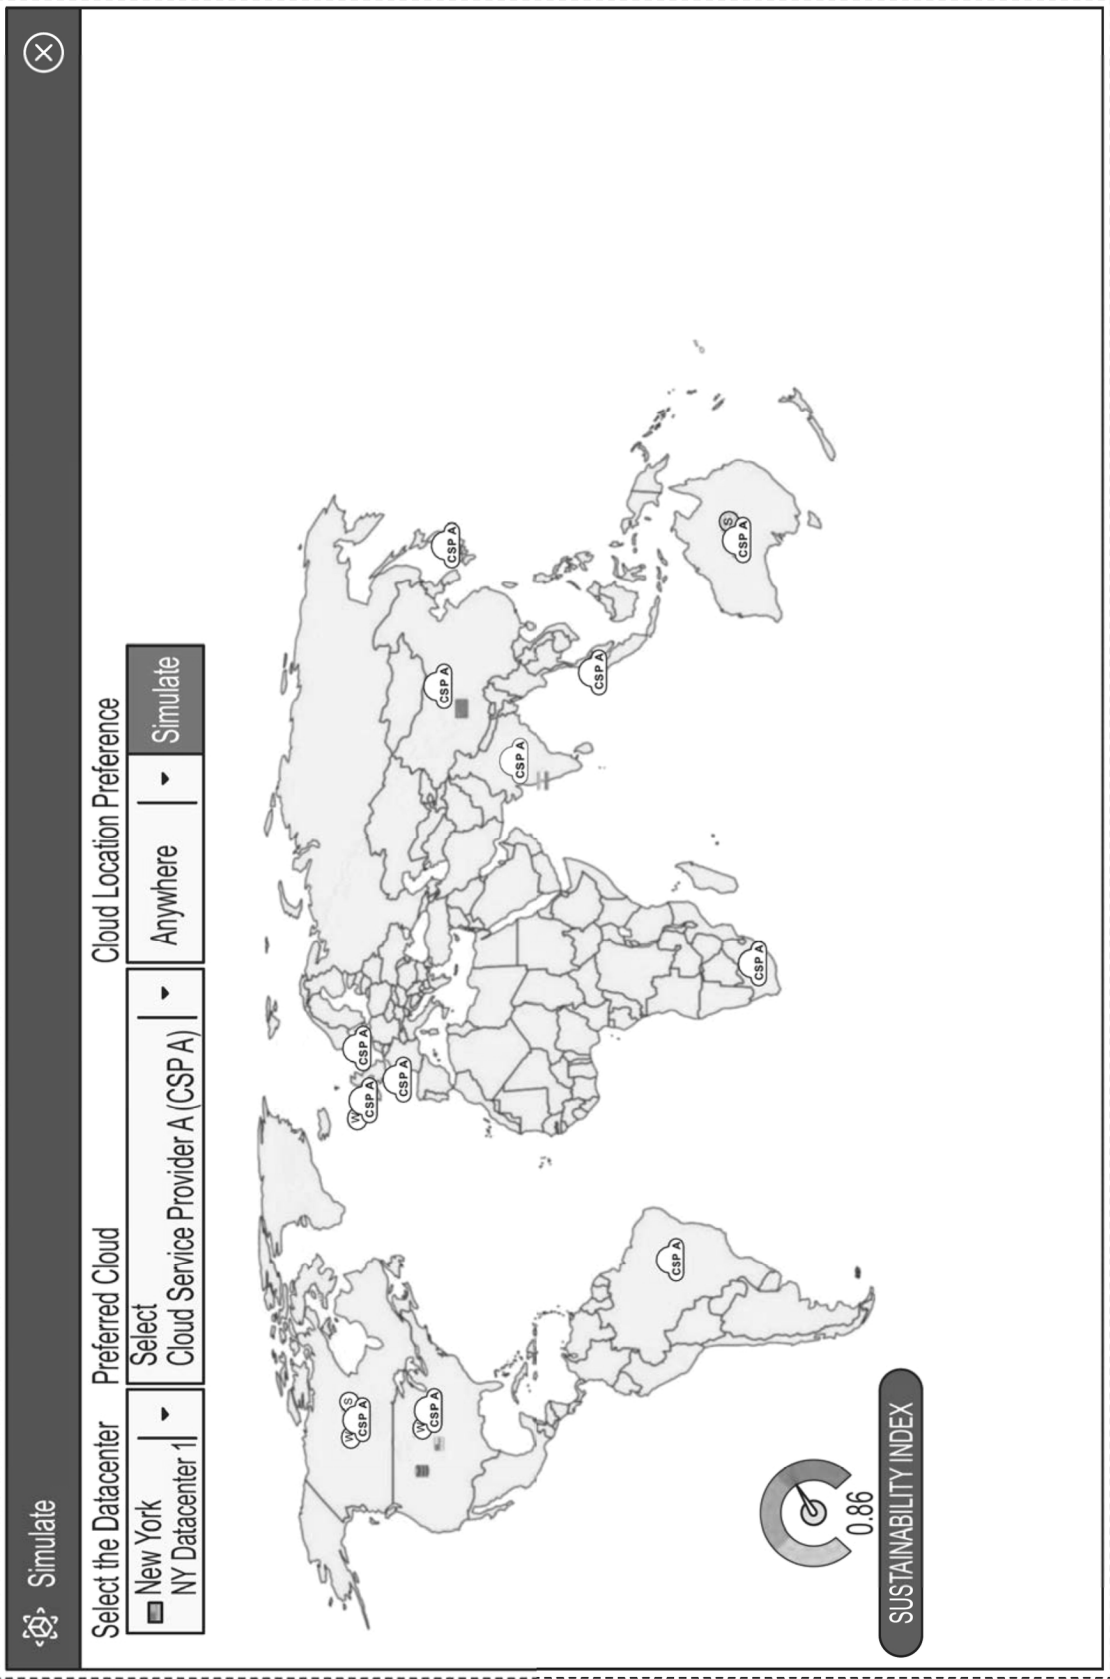 Simulate
Select the Datacenter
Preferred Cloud
Cloud Location Preference
New York
NY Datacenter 1
Select
Cloud Service Provider A (CSP A)
Anywhere
Simulate
W
S
CSP A
W
CSP A
W
CSP A
CSP A
CSP A
CSP A
CSP A
CSP A
CSP A
CSP A
CSP A
S
CSP A
0.86
SUSTAINABILITY INDEX